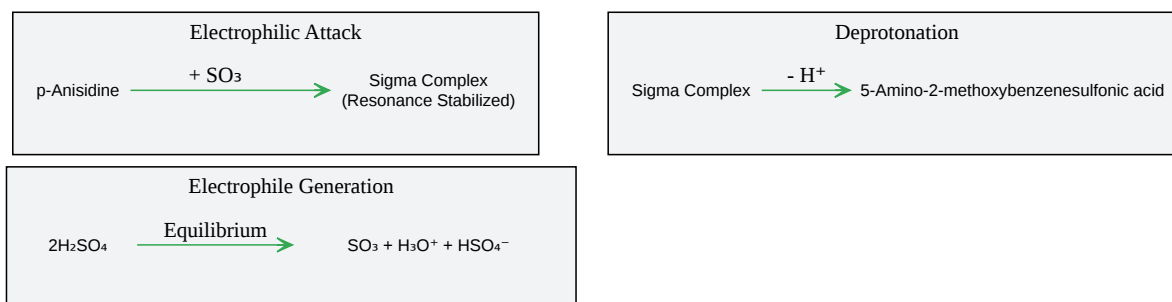 Electrophilic Attack
+ SO₃
p-Anisidine
Sigma Complex
(Resonance Stabilized)
Deprotonation
- H⁺
Sigma Complex
5-Amino-2-methoxybenzenesulfonic acid
Electrophile Generation
Equilibrium
2H₂SO₄
SO₃ + H₃O⁺ + HSO₄⁻